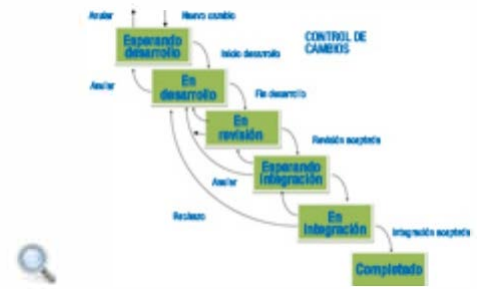 Anular
Nuevo cambio
CONTROL DE
CAMBIOS
Esperando
desarrollo
Inicio desarrollo
Anular
En
desarrollo
Fin desarrollo
En
revisión
Revisión aceptada
Esperando
integración
Anular
Rechazo
En
integración
Integración aceptada
Completado